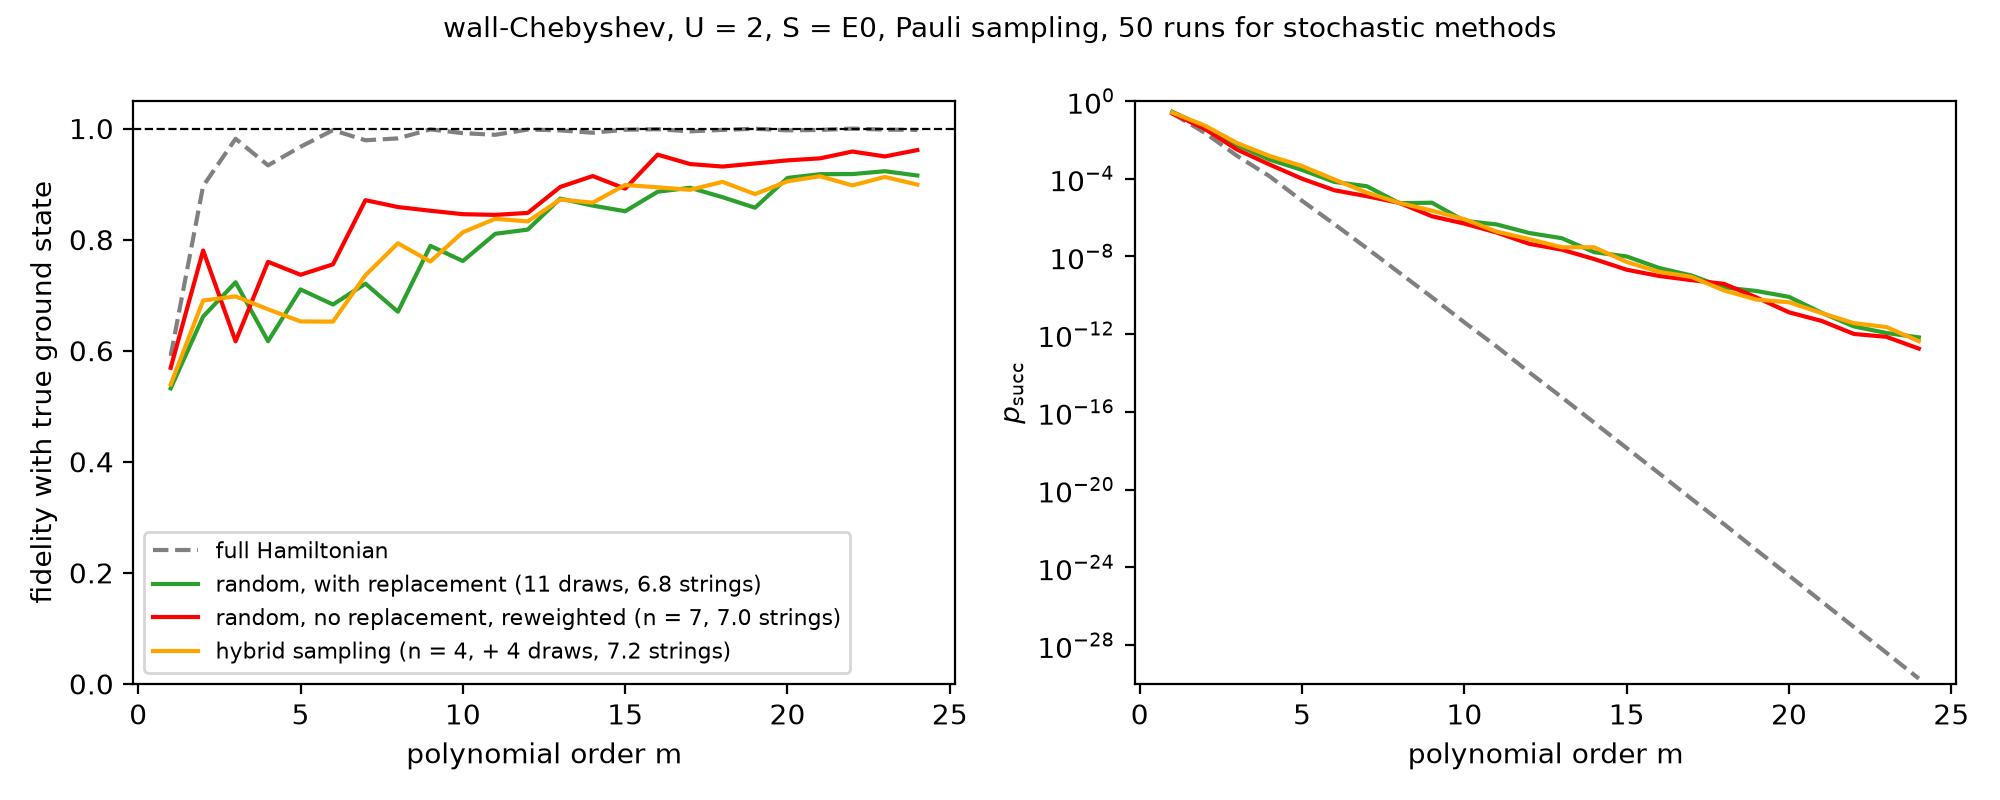 wall-Chebyshev, U = 2, S = E0, Pauli sampling, 50 runs for stochastic methods
fidelity with true ground state
1.0
0.8
0.6
0.4
0.2
0.0
full Hamiltonian
random, with replacement (11 draws, 6.8 strings)
random, no replacement, reweighted (n = 7, 7.0 strings)
hybrid sampling (n = 4, + 4 draws, 7.2 strings)
0 5 10 15 20 25
polynomial order m
p_succ
10^0
10^−4
10^−8
10^−12
10^−16
10^−20
10^−24
10^−28
0 5 10 15 20 25
polynomial order m